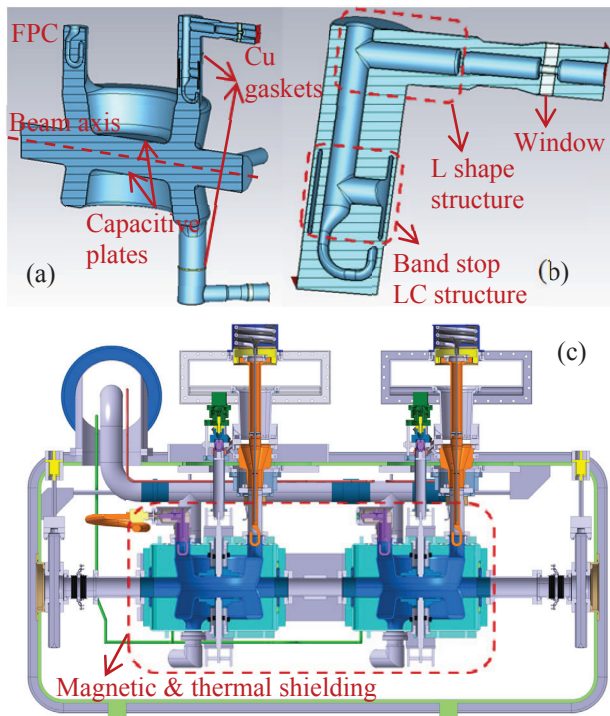 FPC
Cu
gaskets
Beam axis
Capacitive
plates
(a)
Window
L shape
structure
Band stop
LC structure
(b)
(c)
Magnetic & thermal shielding